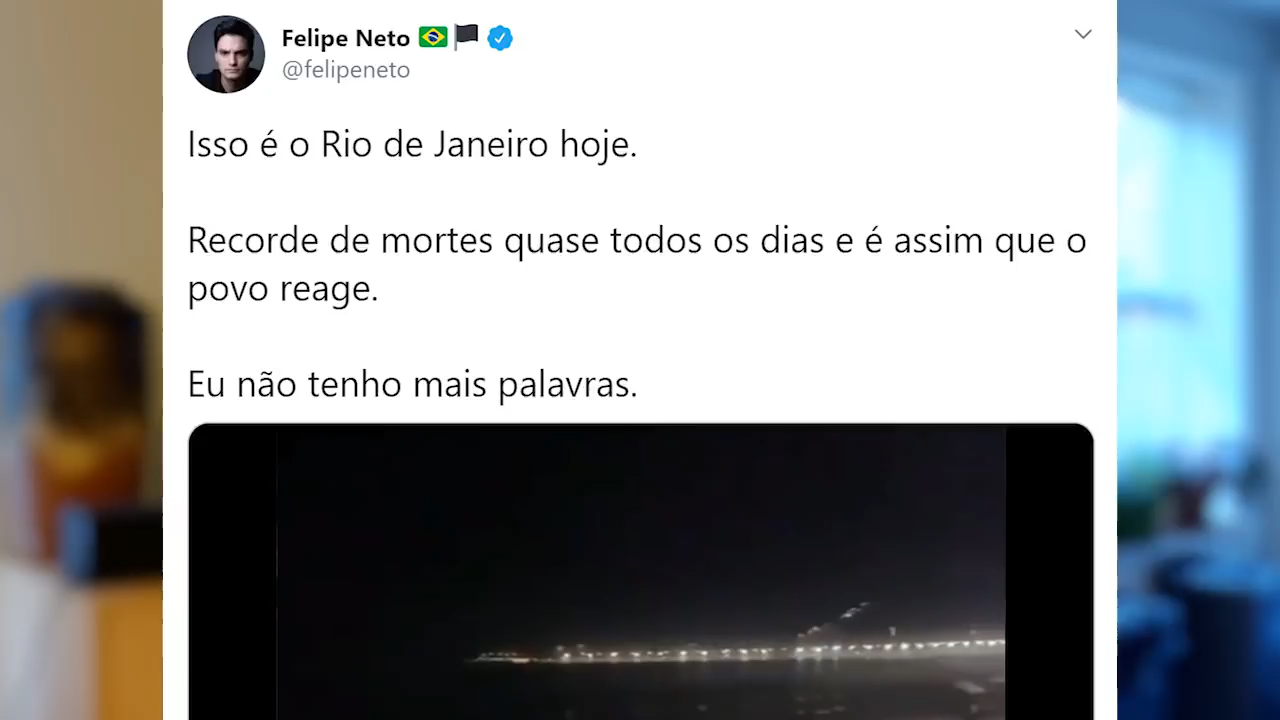 Felipe Neto 🇧🇷🏴
@felipeneto
Isso é o Rio de Janeiro hoje.
Recorde de mortes quase todos os dias e é assim que o
povo reage.
Eu não tenho mais palavras.